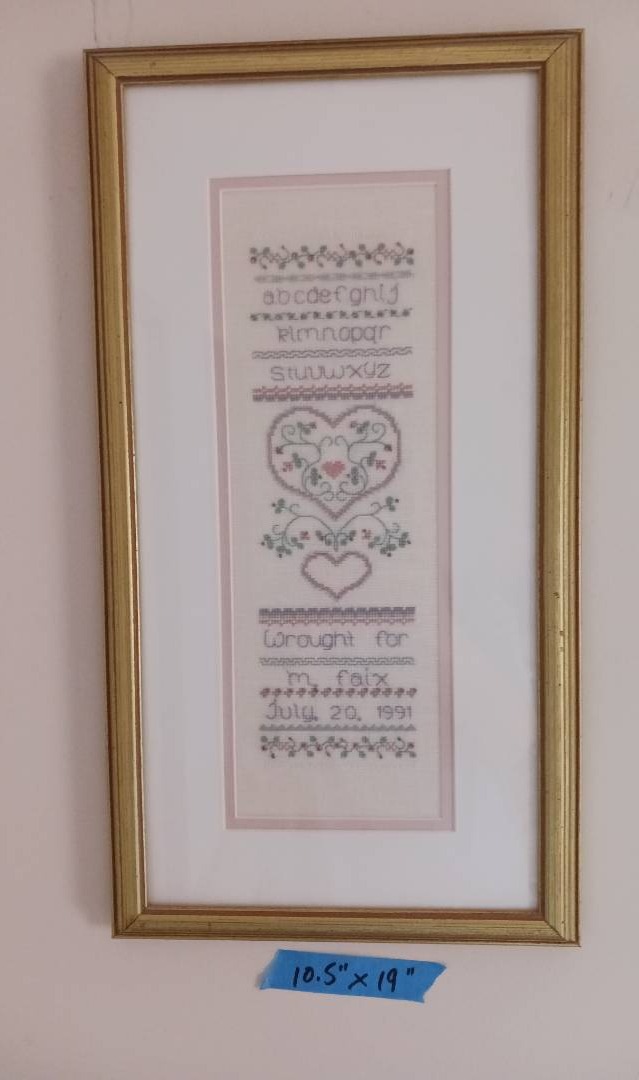 abcdefghij
klmnopqr
stuvwxyz
Wrought for
m. faix
July. 20. 1991
10.5" x 19"